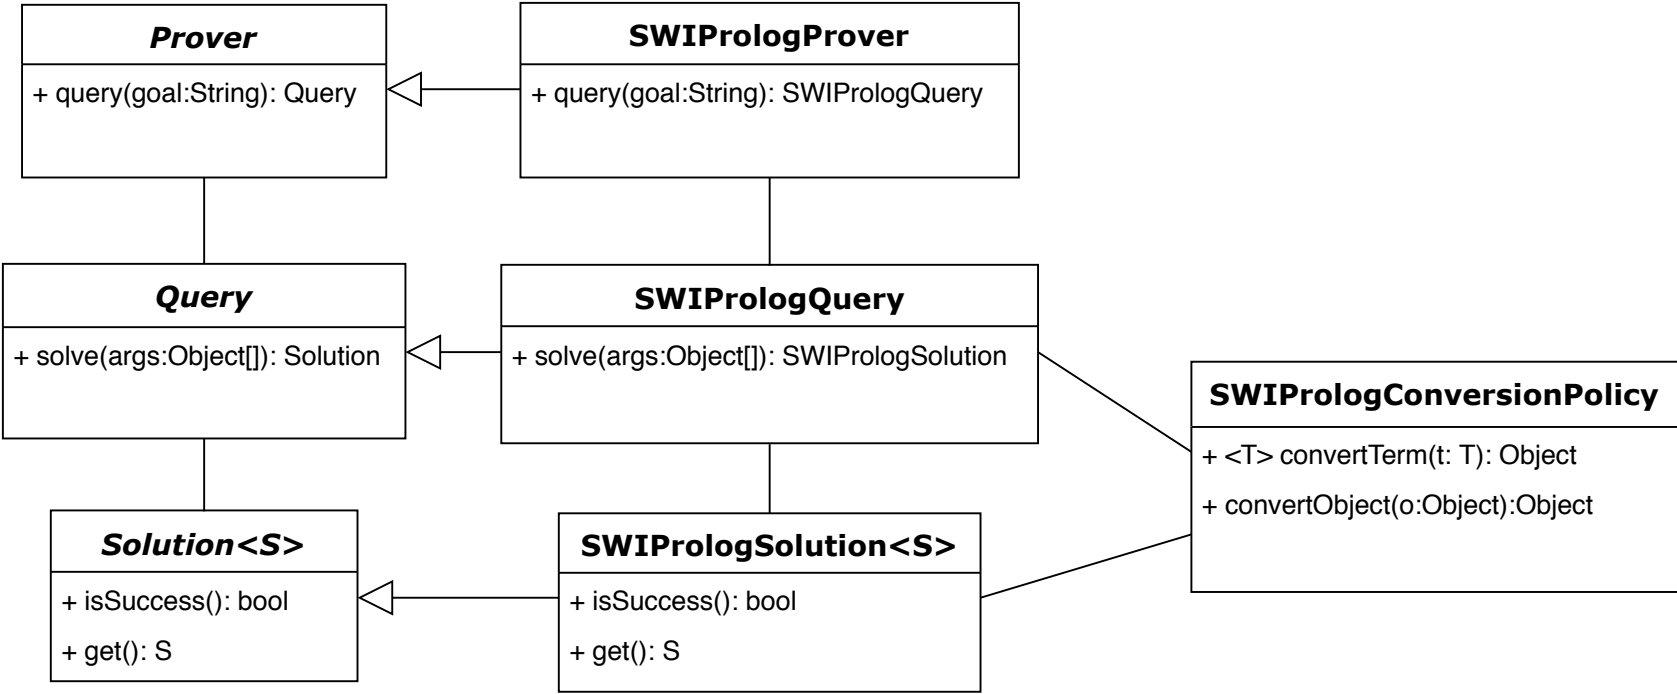 Prover
+ query(goal:String): Query
SWIPrologProver
+ query(goal:String): SWIPrologQuery
Query
+ solve(args:Object[]): Solution
SWIPrologQuery
+ solve(args:Object[]): SWIPrologSolution
SWIPrologConversionPolicy
+ <T> convertTerm(t: T): Object
+ convertObject(o:Object):Object
Solution<S>
+ isSuccess(): bool
+ get(): S
SWIPrologSolution<S>
+ isSuccess(): bool
+ get(): S